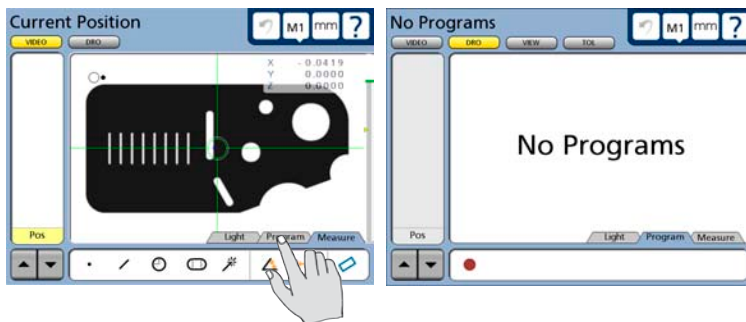 Current Position
M1 mm ?
VIDEO DRO
X - 0.0419
Y 0.0000
Z 0.0000
Pos
Light Program Measure
No Programs
M1 mm ?
VIDEO DRO VIEW TOL
No Programs
Pos
Light Program Measure